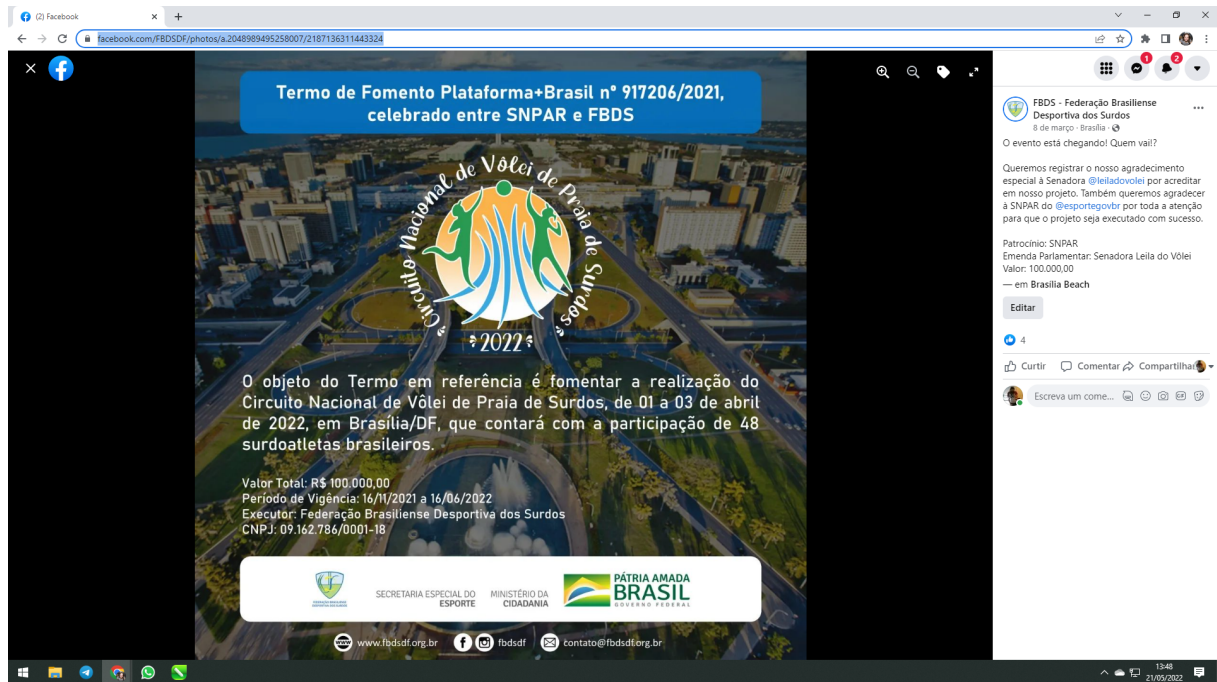 (2) Facebook
facebook.com/FBDSDF/photos/a.2048989495258007/2187136311443324
Termo de Fomento Plataforma+Brasil nº 917206/2021,
celebrado entre SNPAR e FBDS
Circuito Nacional de Vôlei de Praia de Surdos
2022
O objeto do Termo em referência é fomentar a realização do
Circuito Nacional de Vôlei de Praia de Surdos, de 01 a 03 de abril
de 2022, em Brasília/DF, que contará com a participação de 48
surdoatletas brasileiros.
Valor Total: R$ 100.000,00
Período de Vigência: 16/11/2021 a 16/06/2022
Executor: Federação Brasiliense Desportiva dos Surdos
CNPJ: 09.162.786/0001-18
FEDERAÇÃO BRASILIENSE
DESPORTIVA DOS SURDOS
SECRETARIA ESPECIAL DO
ESPORTE
MINISTÉRIO DA
CIDADANIA
PÁTRIA AMADA
BRASIL
GOVERNO FEDERAL
www.fbdsdf.org.br fbdsdf contato@fbdsdf.org.br
1 2
FBDS - Federação Brasiliense
Desportiva dos Surdos
8 de março · Brasília ·
O evento está chegando! Quem vai!?
Queremos registrar o nosso agradecimento
especial à Senadora @leiladovolei por acreditar
em nosso projeto. Também queremos agradecer
à SNPAR do @esportegovbr por toda a atenção
para que o projeto seja executado com sucesso.
Patrocínio: SNPAR
Emenda Parlamentar: Senadora Leila do Vôlei
Valor: 100.000,00
— em Brasília Beach
Editar
4
Curtir Comentar Compartilhar
Escreva um come...
GIF
13:48
21/05/2022